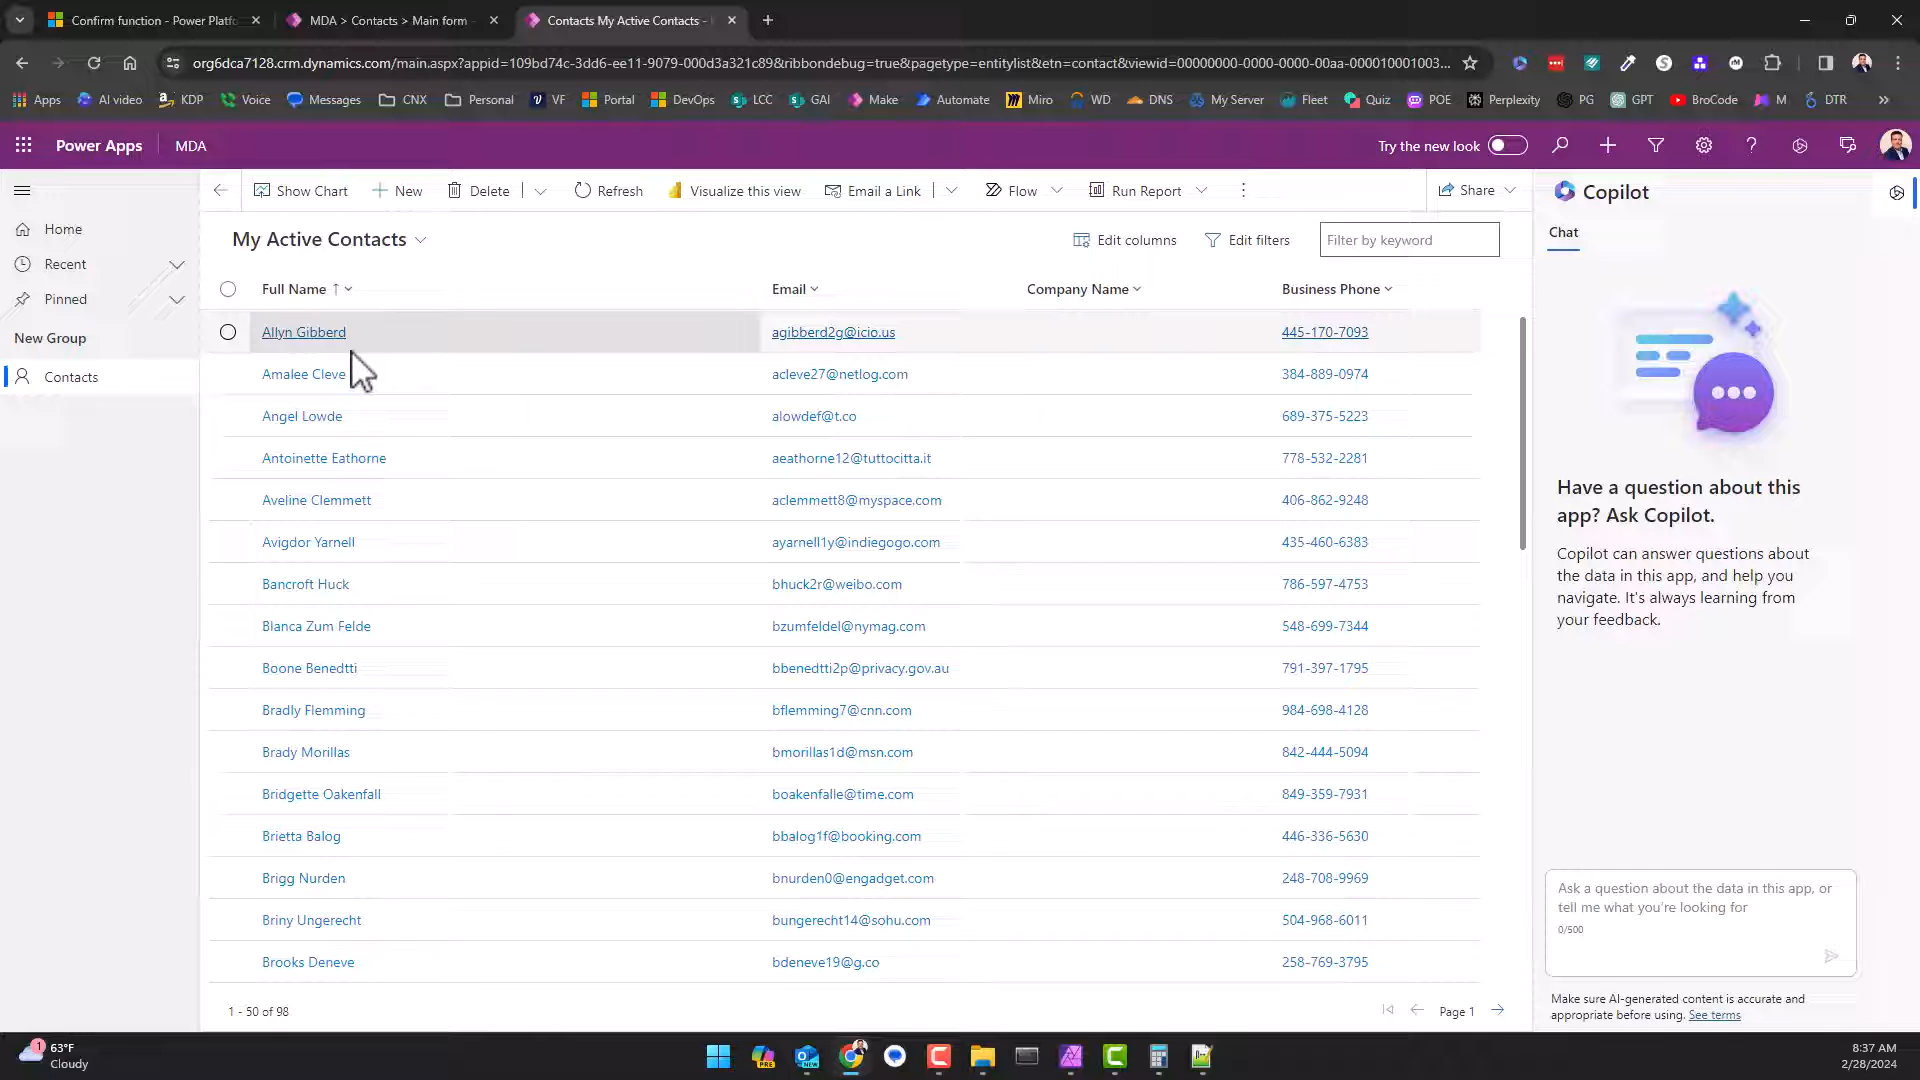 Confirm function - Power Platfo
MDA > Contacts > Main form
Contacts My Active Contacts -
org6dca7128.crm.dynamics.com/main.aspx?appid=109bd74c-3dd6-ee11-9079-000d3a321c89&ribbondebug=true&pagetype=entitylist&etn=contact&viewid=00000000-0000-0000-00aa-000010001003...
Apps
AI video
KDP
Voice
Messages
CNX
Personal
VF
Portal
DevOps
LCC
GAI
Make
Automate
Miro
WD
DNS
My Server
Fleet
Quiz
POE
Perplexity
PG
GPT
BroCode
M
DTR
Power Apps
MDA
Try the new look
Show Chart
New
Delete
Refresh
Visualize this view
Email a Link
Flow
Run Report
Share
Home
Recent
Pinned
New Group
Contacts
My Active Contacts
Edit columns
Edit filters
Filter by keyword
Full Name ↑ Email Company Name Business Phone
Allyn Gibberd agibberd2g@icio.us 445-170-7093
Amalee Cleve acleve27@netlog.com 384-889-0974
Angel Lowde alowdef@t.co 689-375-5223
Antoinette Eathorne aeathorne12@tuttocitta.it 778-532-2281
Aveline Clemmett aclemmett8@myspace.com 406-862-9248
Avigdor Yarnell ayarnell1y@indiegogo.com 435-460-6383
Bancroft Huck bhuck2r@weibo.com 786-597-4753
Blanca Zum Felde bzumfeldel@nymag.com 548-699-7344
Boone Benedtti bbenedtti2p@privacy.gov.au 791-397-1795
Bradly Flemming bflemming7@cnn.com 984-698-4128
Brady Morillas bmorillas1d@msn.com 842-444-5094
Bridgette Oakenfall boakenfalle@time.com 849-359-7931
Brietta Balog bbalog1f@booking.com 446-336-5630
Brigg Nurden bnurden0@engadget.com 248-708-9969
Briny Ungerecht bungerecht14@sohu.com 504-968-6011
Brooks Deneve bdeneve19@g.co 258-769-3795
1 - 50 of 98
Page 1
Copilot
Chat
Have a question about this
app? Ask Copilot.
Copilot can answer questions about
the data in this app, and help you
navigate. It's always learning from
your feedback.
Ask a question about the data in this app, or
tell me what you're looking for
0/500
Make sure AI-generated content is accurate and
appropriate before using. See terms
1
63°F
Cloudy
PRE
NEW
8:37 AM
2/28/2024